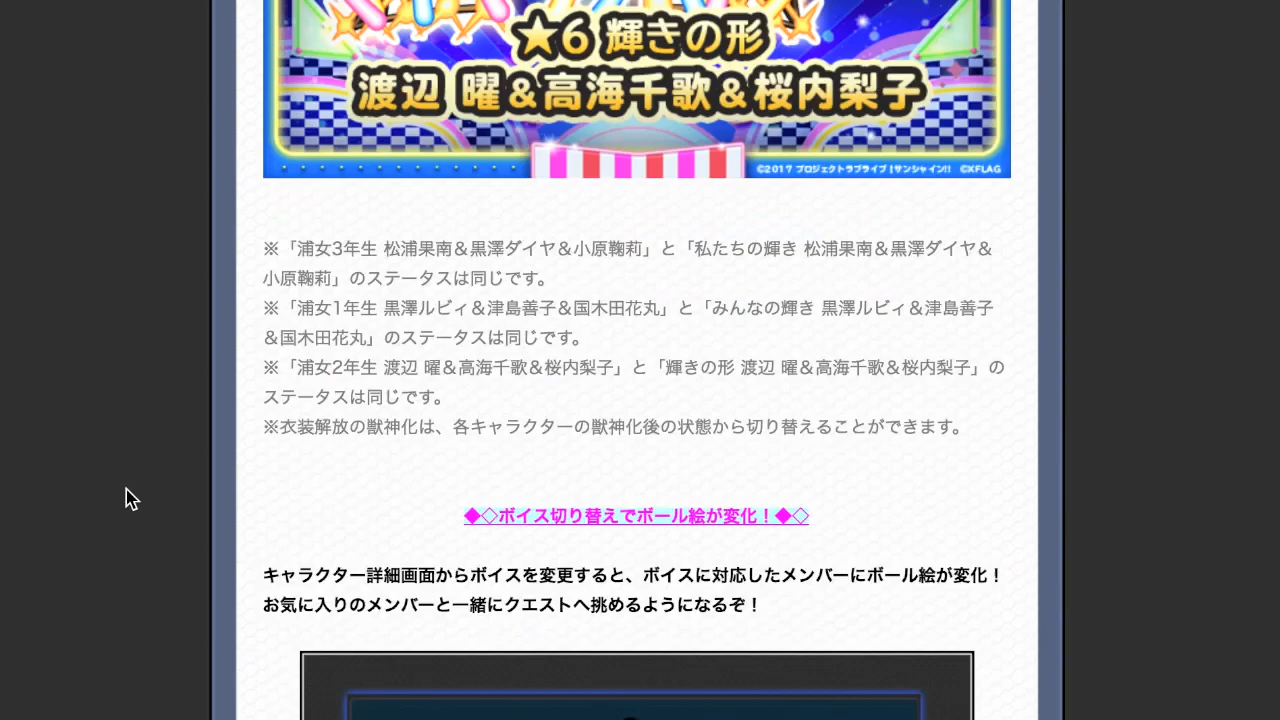 ★6 輝きの形
渡辺 曜＆高海千歌＆桜内梨子
©2017 プロジェクトラブライブ！サンシャイン!! ©XFLAG
※「浦女3年生 松浦果南＆黒澤ダイヤ＆小原鞠莉」と「私たちの輝き 松浦果南＆黒澤ダイヤ＆
小原鞠莉」のステータスは同じです。
※「浦女1年生 黒澤ルビィ＆津島善子＆国木田花丸」と「みんなの輝き 黒澤ルビィ＆津島善子
＆国木田花丸」のステータスは同じです。
※「浦女2年生 渡辺 曜＆高海千歌＆桜内梨子」と「輝きの形 渡辺 曜＆高海千歌＆桜内梨子」の
ステータスは同じです。
※衣装解放の獣神化は、各キャラクターの獣神化後の状態から切り替えることができます。
◆◇ボイス切り替えでボール絵が変化！◆◇
キャラクター詳細画面からボイスを変更すると、ボイスに対応したメンバーにボール絵が変化！
お気に入りのメンバーと一緒にクエストへ挑めるようになるぞ！